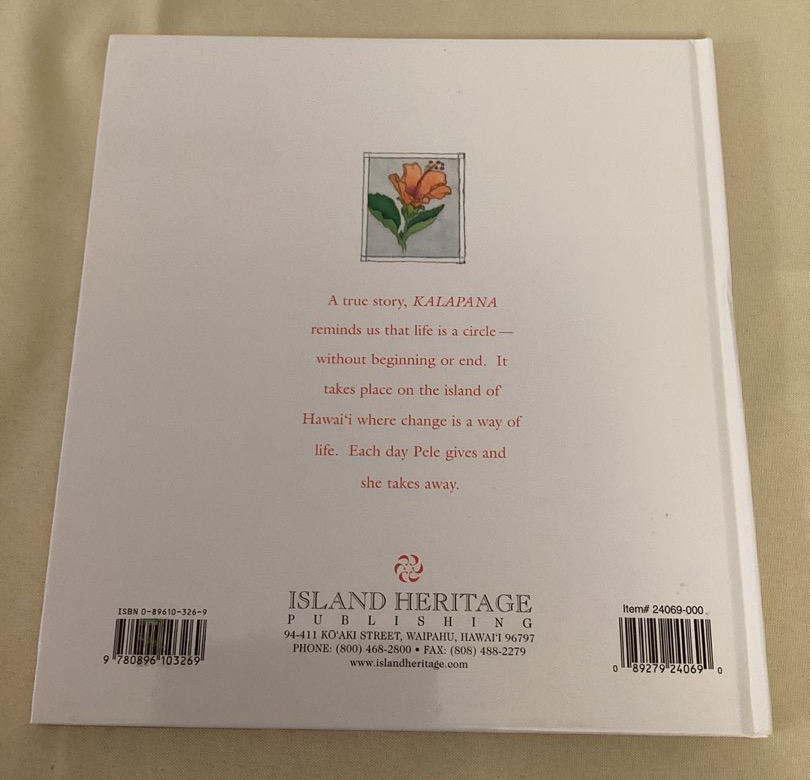 A true story, KALAPANA
reminds us that life is a circle—
without beginning or end. It
takes place on the island of
Hawai‘i where change is a way of
life. Each day Pele gives and
she takes away.
ISLAND HERITAGE
PUBLISHING
94-411 KŌ'AKI STREET, WAIPAHU, HAWAI'I 96797
PHONE: (800) 468-2800 • FAX: (808) 488-2279
www.islandheritage.com
ISBN 0-89610-326-9
9 780896 103269
Item# 24069-000
0 89279 24069 0